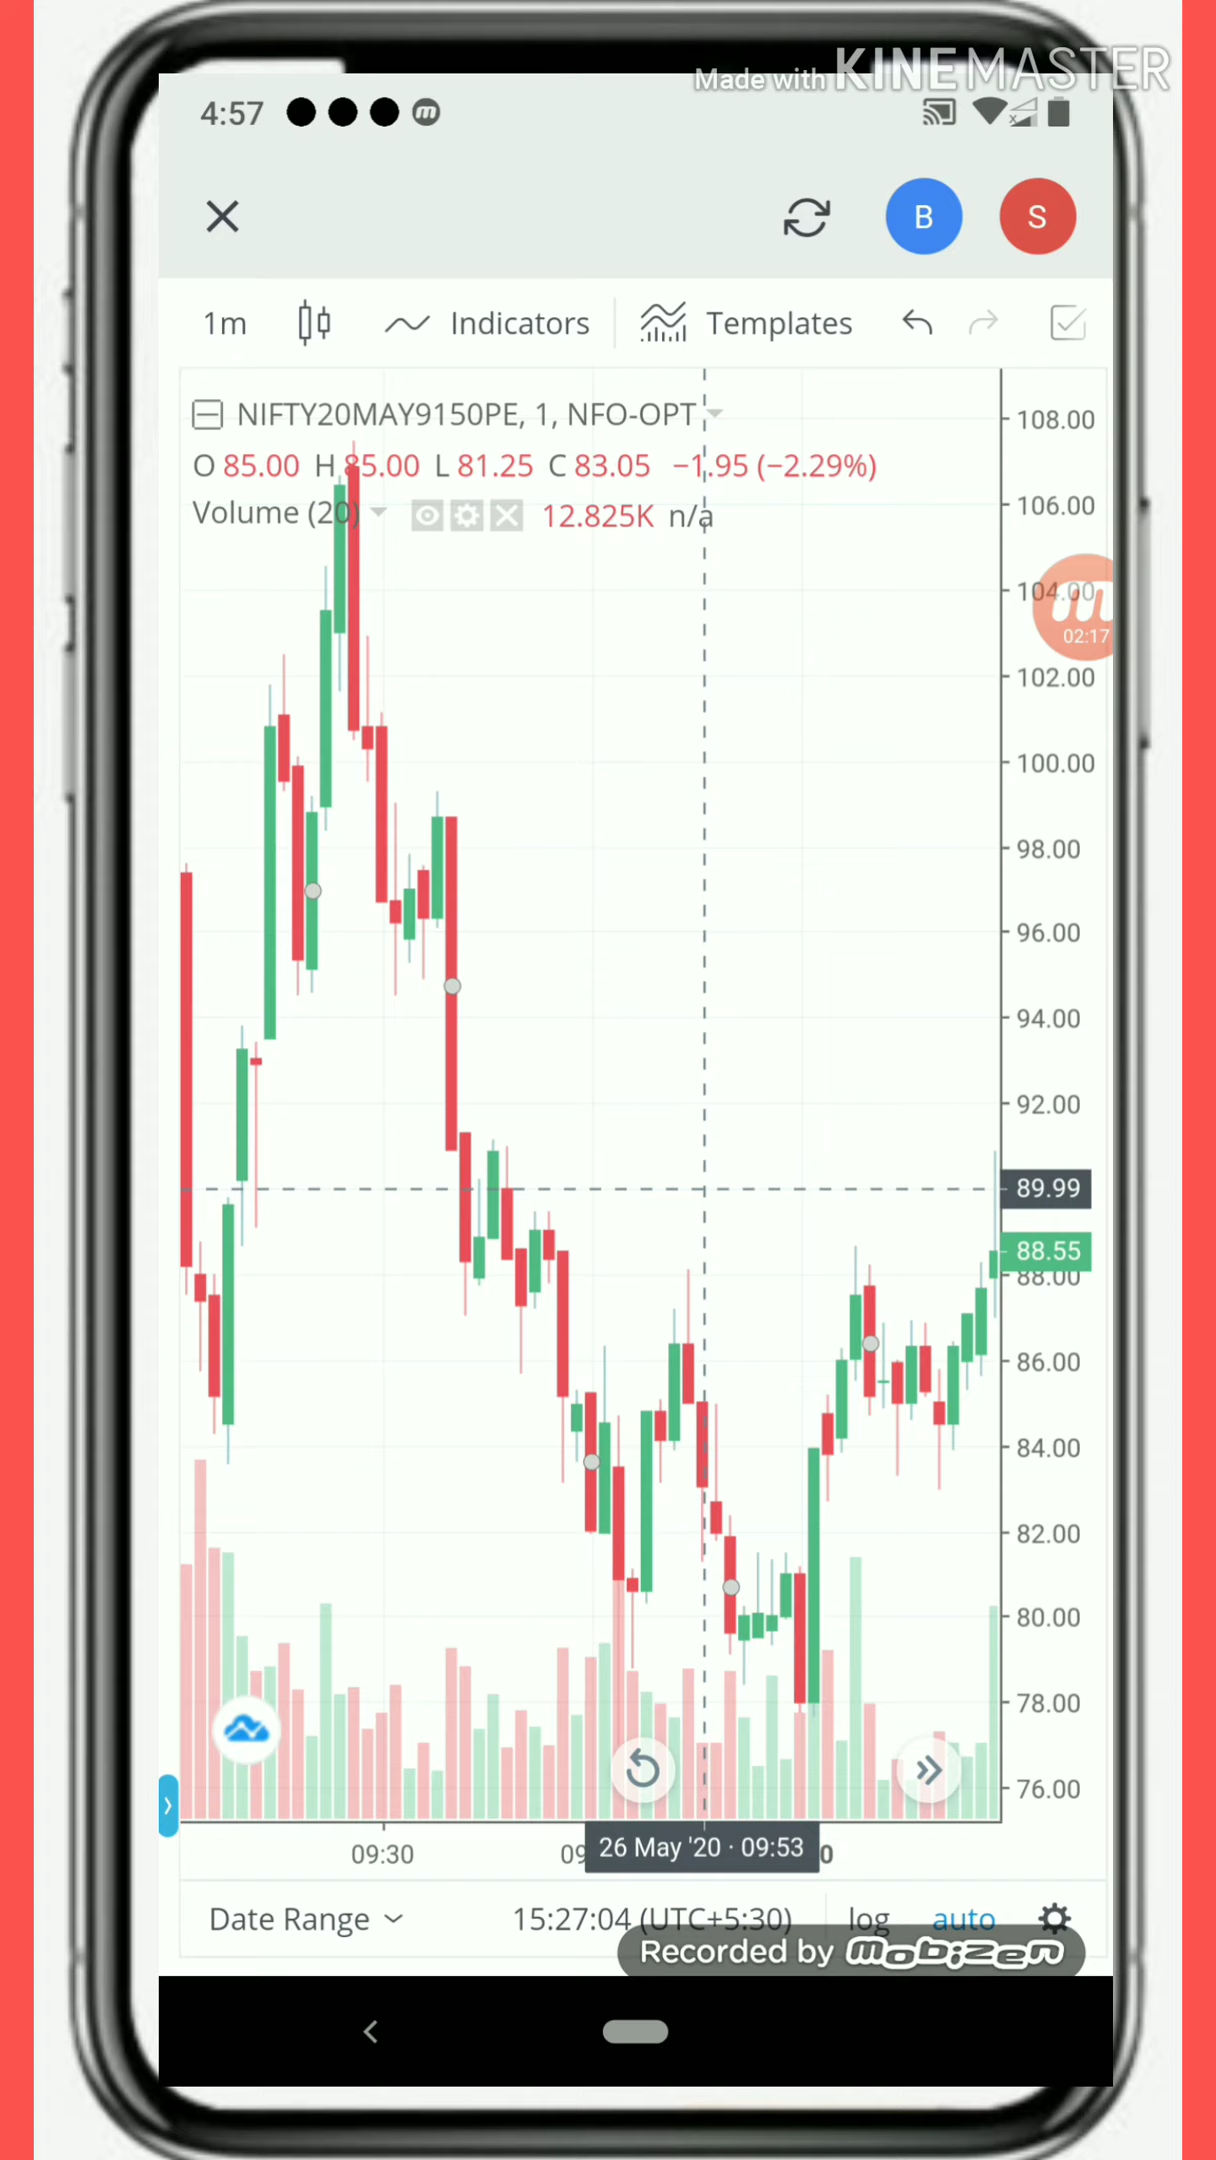 Made with KINEMASTER
4:57
B
S
1m
Indicators
Templates
NIFTY20MAY9150PE, 1, NFO-OPT
O 85.00 H 85.00 L 81.25 C 83.05 −1.95 (−2.29%)
Volume (20) 12.825K n/a
108.00
106.00
104.00
02:17
102.00
100.00
98.00
96.00
94.00
92.00
89.99
88.55
88.00
86.00
84.00
82.00
80.00
78.00
76.00
09:30
09
26 May '20 · 09:53
0
Date Range
15:27:04 (UTC+5:30)
log
auto
Recorded by mobizen